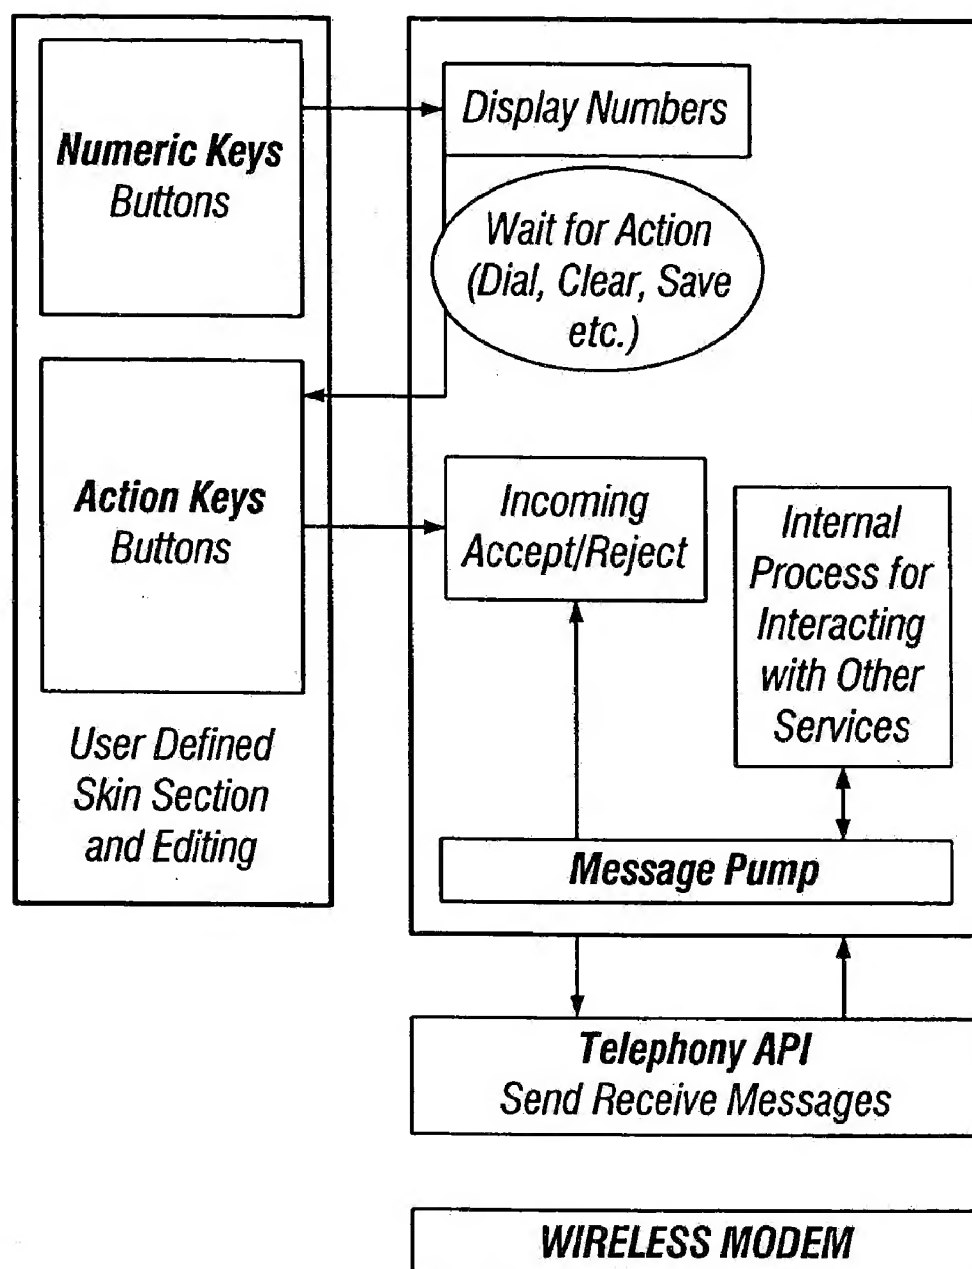 Numeric Keys
Buttons
Display Numbers
Wait for Action
(Dial, Clear, Save
etc.)
Action Keys
Buttons
Incoming
Accept/Reject
Internal
Process for
Interacting
with Other
Services
User Defined
Skin Section
and Editing
Message Pump
Telephony API
Send Receive Messages
WIRELESS MODEM